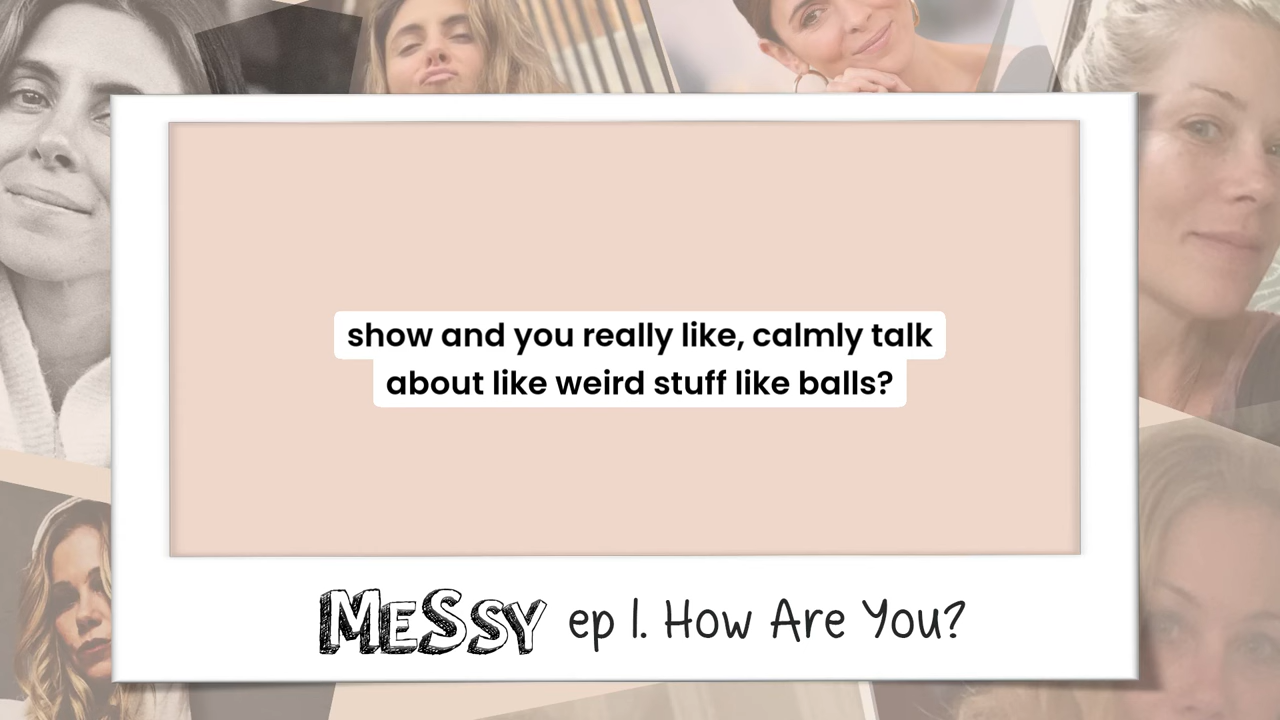 show and you really like, calmly talk
about like weird stuff like balls?
MESSY ep 1. How Are You?